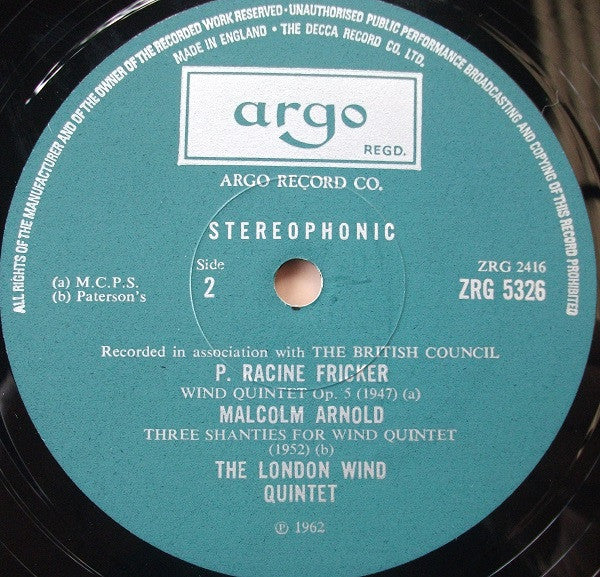 ALL RIGHTS OF THE MANUFACTURER AND OF THE OWNER OF THE RECORDED WORK RESERVED · UNAUTHORISED PUBLIC PERFORMANCE BROADCASTING AND COPYING OF THIS RECORD PROHIBITED
MADE IN ENGLAND · THE DECCA RECORD CO. LTD.
argo
REGD.
ARGO RECORD CO.
STEREOPHONIC
Side
2
(a) M.C.P.S.
(b) Paterson's
ZRG 2416
ZRG 5326
Recorded in association with THE BRITISH COUNCIL
P. RACINE FRICKER
WIND QUINTET Op. 5 (1947) (a)
MALCOLM ARNOLD
THREE SHANTIES FOR WIND QUINTET
(1952) (b)
THE LONDON WIND
QUINTET
℗ 1962